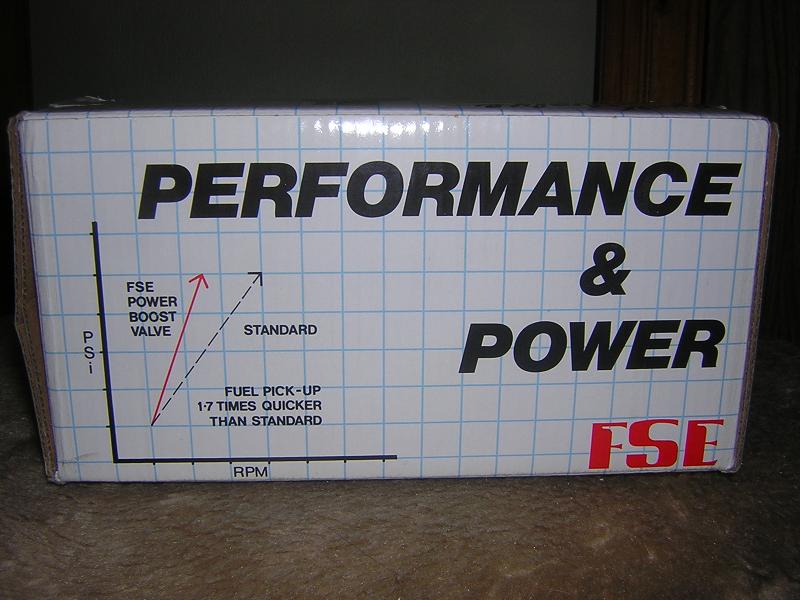 PERFORMANCE
&
POWER
FSE
POWER
BOOST
VALVE
STANDARD
PSi
FUEL PICK-UP
1·7 TIMES QUICKER
THAN STANDARD
RPM
FSE